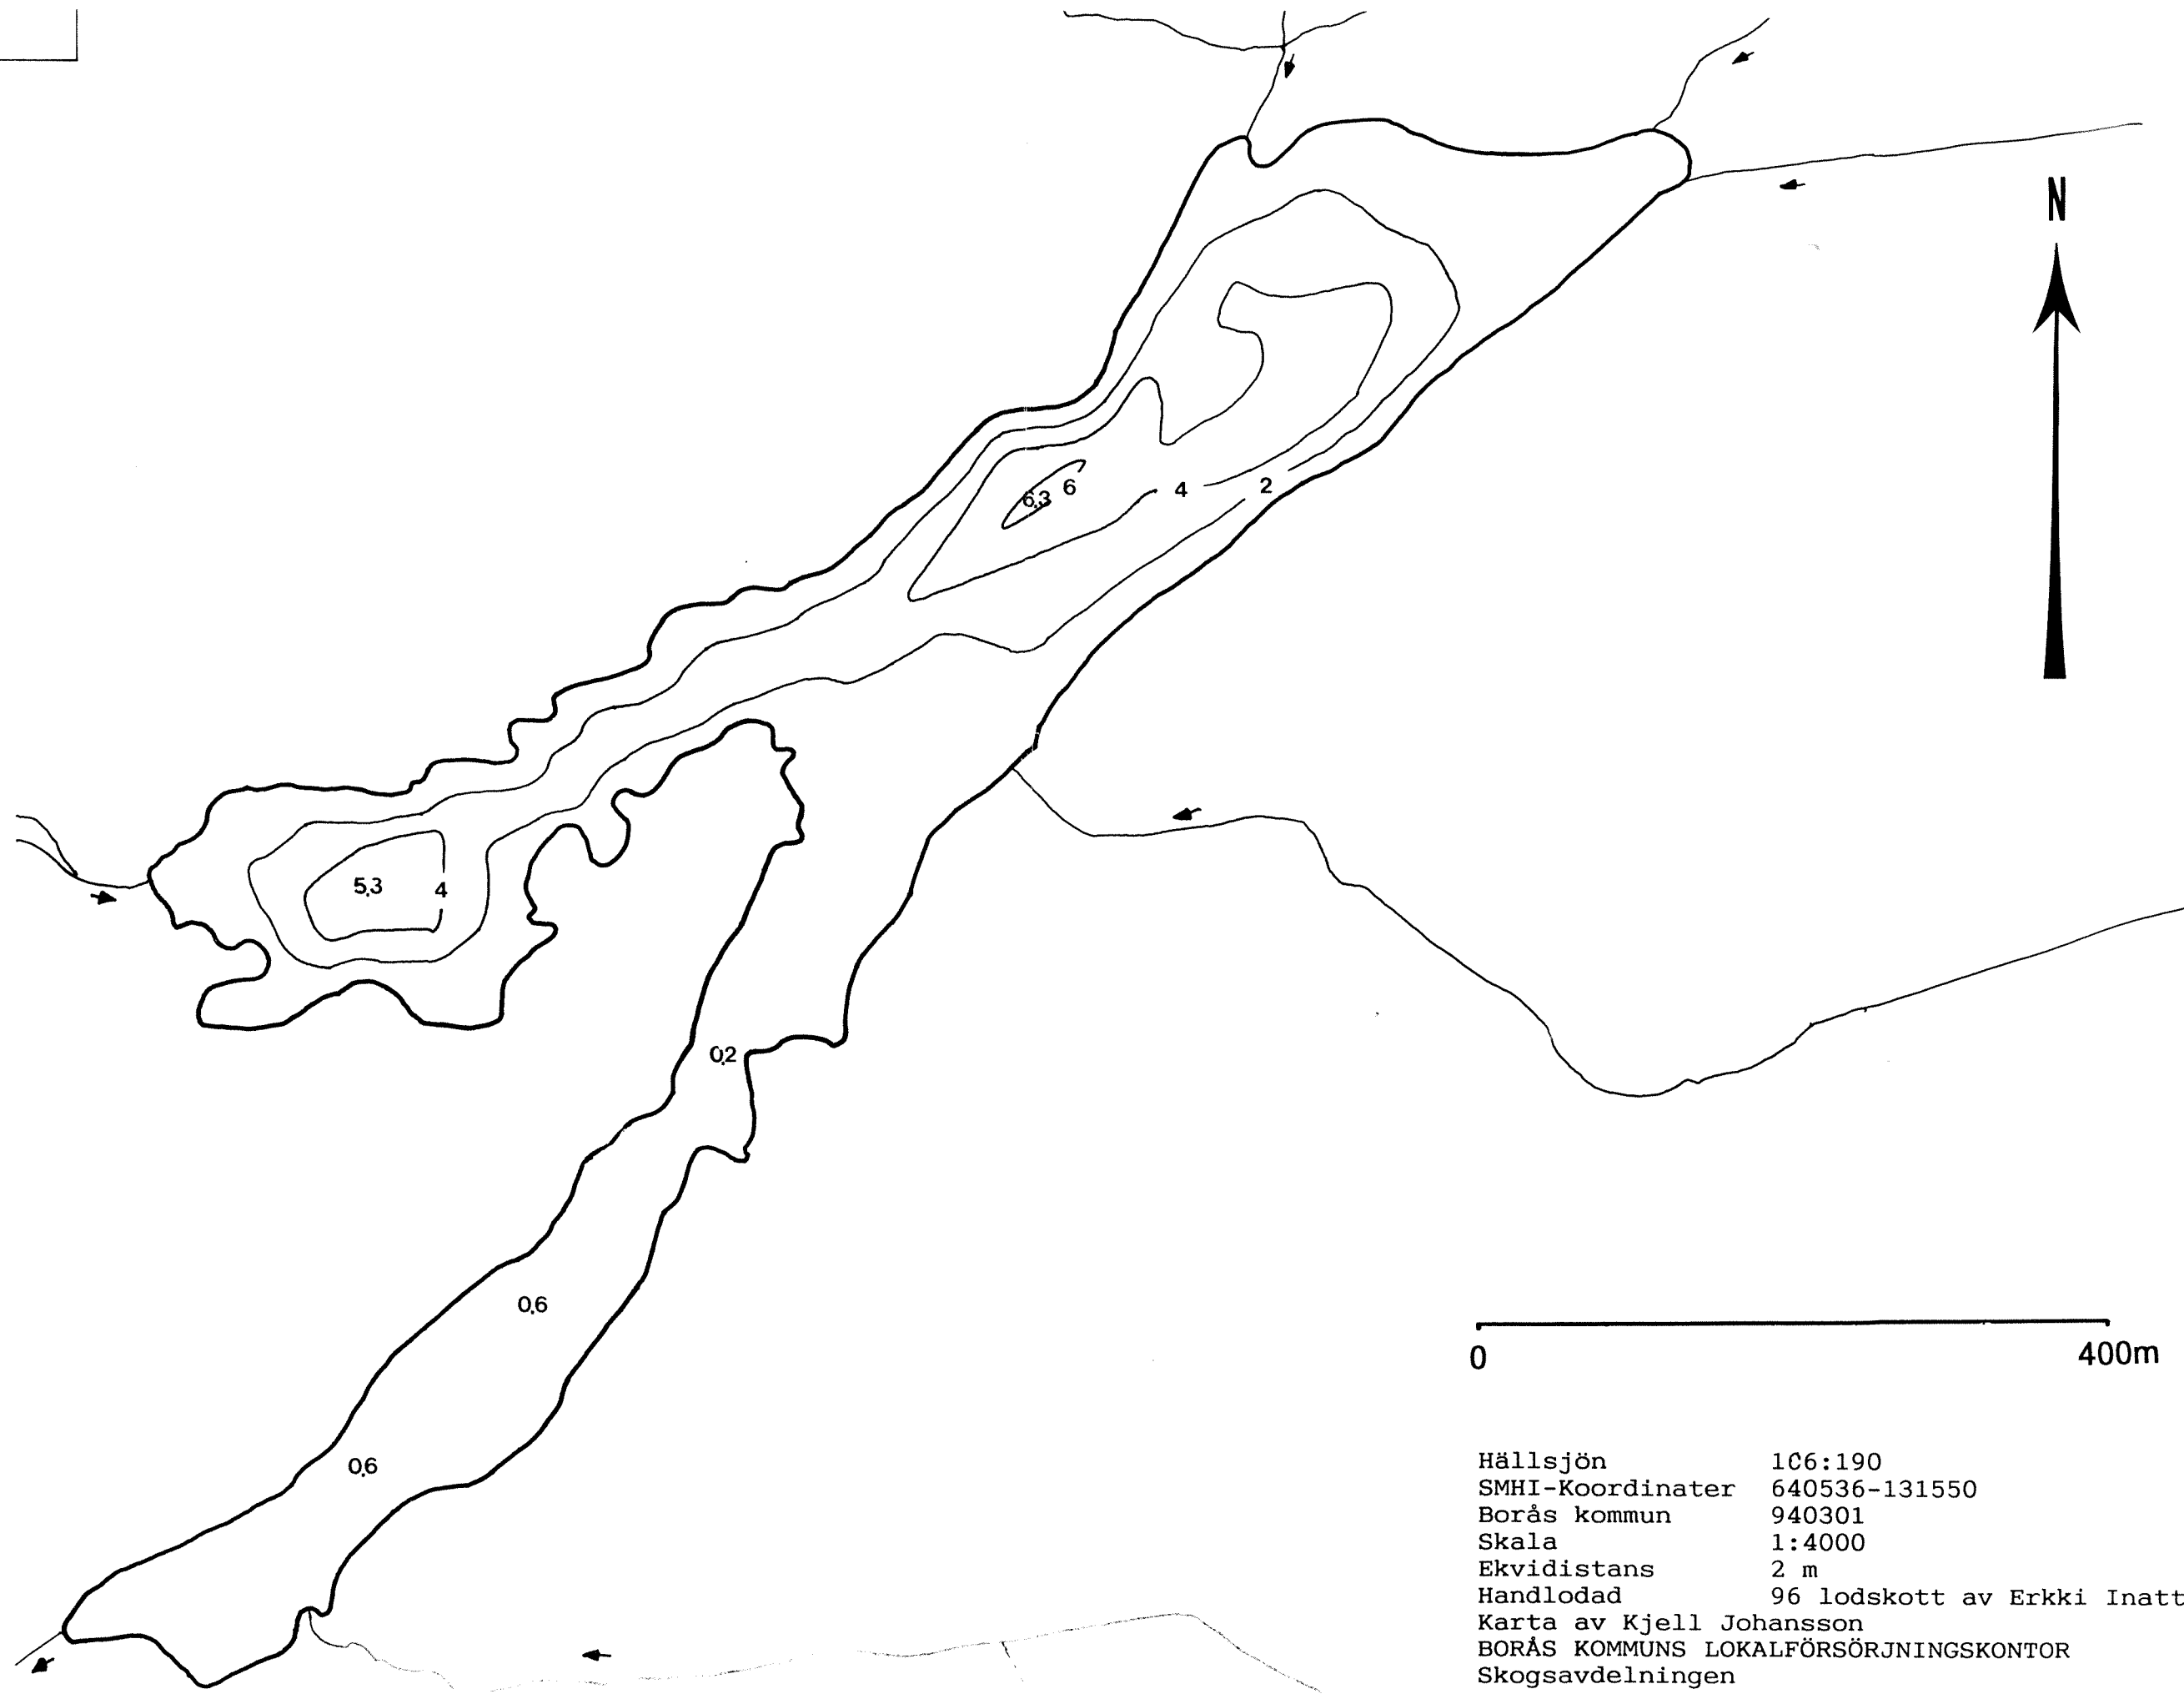 N
6,3 6
4
2
5,3
4
0,2
0,6
0,6
0 400m
Hällsjön 106:190
SMHI-Koordinater 640536-131550
Borås kommun 940301
Skala 1:4000
Ekvidistans 2 m
Handlodad 96 lodskott av Erkki Inatt
Karta av Kjell Johansson
BORÅS KOMMUNS LOKALFÖRSÖRJNINGSKONTOR
Skogsavdelningen